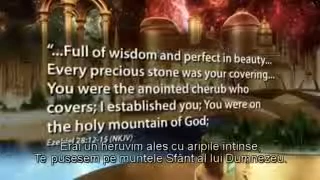 “...Full of wisdom and perfect in beauty...
Every precious stone was your covering...
You were the anointed cherub who
covers; I established you; You were on
the holy mountain of God;
Ezekiel 28:12-15 (NKJV)
Erai un heruvim ales cu aripile intinse.
Te pusesem pe muntele Sfânt al lui Dumnezeu.